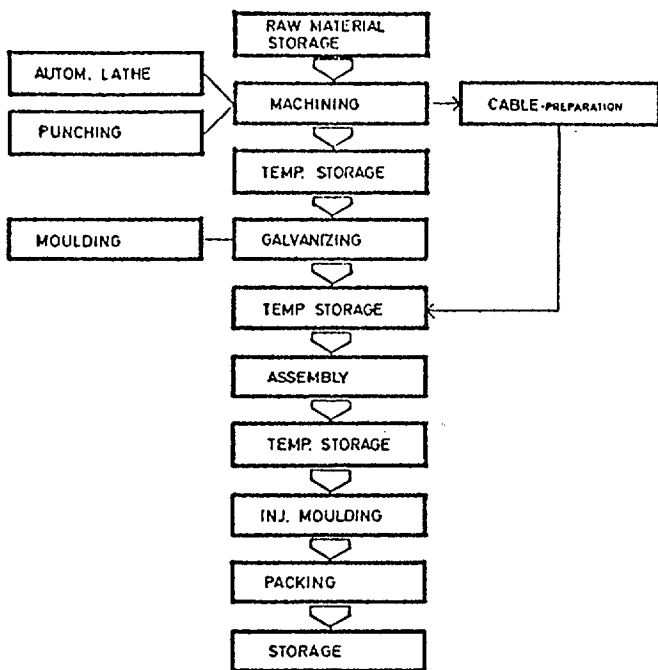 RAW MATERIAL
STORAGE
AUTOM. LATHE
MACHINING
CABLE-PREPARATION
PUNCHING
TEMP. STORAGE
MOULDING
GALVANIZING
TEMP STORAGE
ASSEMBLY
TEMP. STORAGE
INJ. MOULDING
PACKING
STORAGE